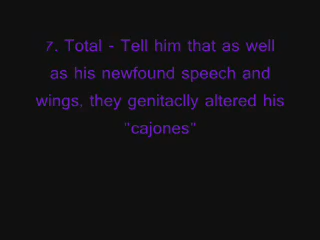 7. Total - Tell him that as well
as his newfound speech and
wings, they genitaclly altered his
"cajones"